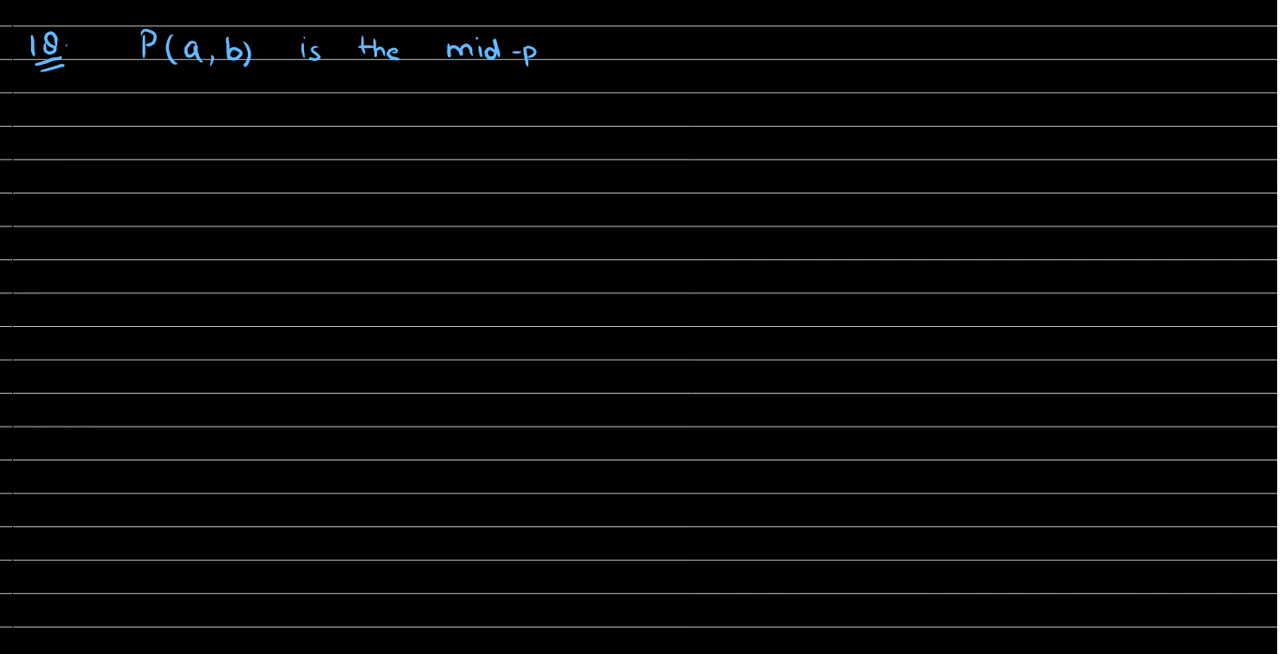 18. P(a,b) is the mid-p